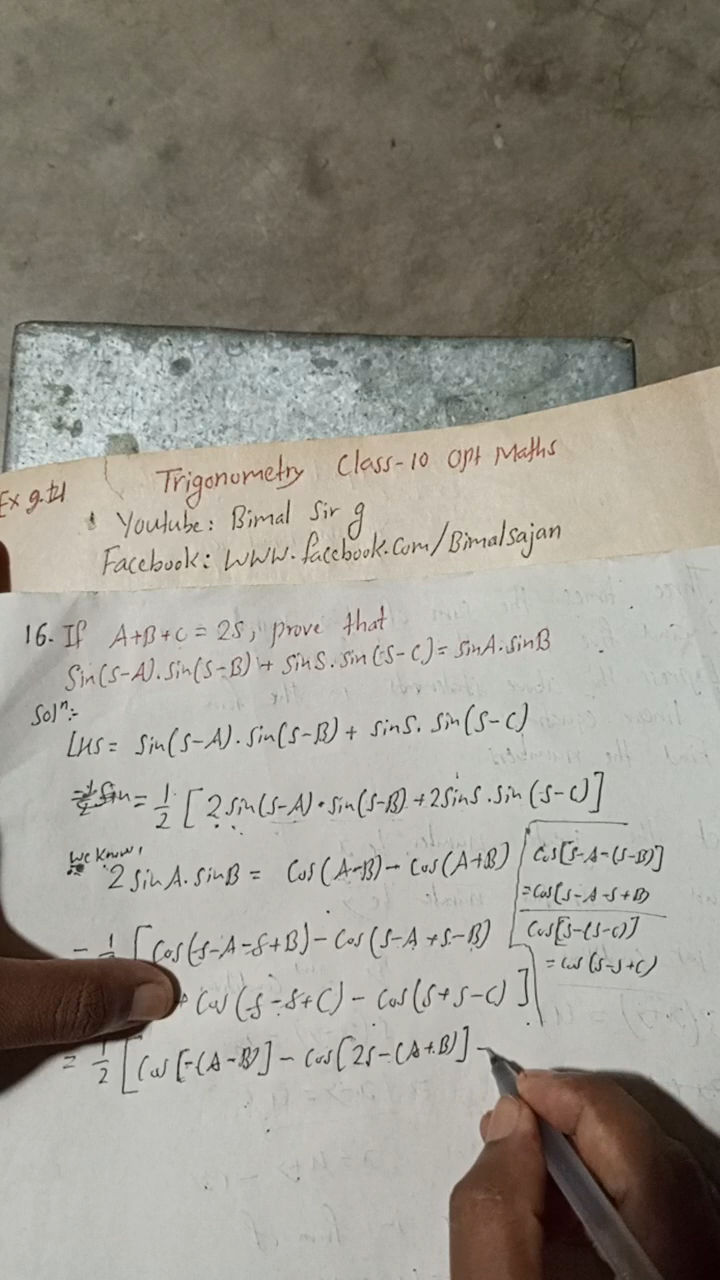 Ex 9.
Trigonometry Class-10 Opt Maths
Youtube: Bimal Sir g
Facebook: WWW.facebook.Com/Bimalsajan
16. If A+B+C = 2S, prove that
Sin(S-A).sin(S-B) + sinS.sin(S-C) = sinA.sinB
Solⁿ:-
LHS = sin(S-A).sin(S-B) + sinS. sin(S-C)
= 1/2 [2sin(S-A).sin(S-B) + 2sinS.sin(S-C)]
We Know,
2 sinA.sinB = Cos(A-B) - Cos(A+B)
Cos[S-A-(S-B)]
= cos(S-A-S+B)
Cos[S-(S-C)]
= cos(S-S+C)
= [Cos(S-A-S+B) - Cos(S-A+S-B)
+ Cos(S-S+C) - Cos(S+S-C)]
= 1/2 [Cos[-(A-B)] - Cos[2S-(A+B)] -